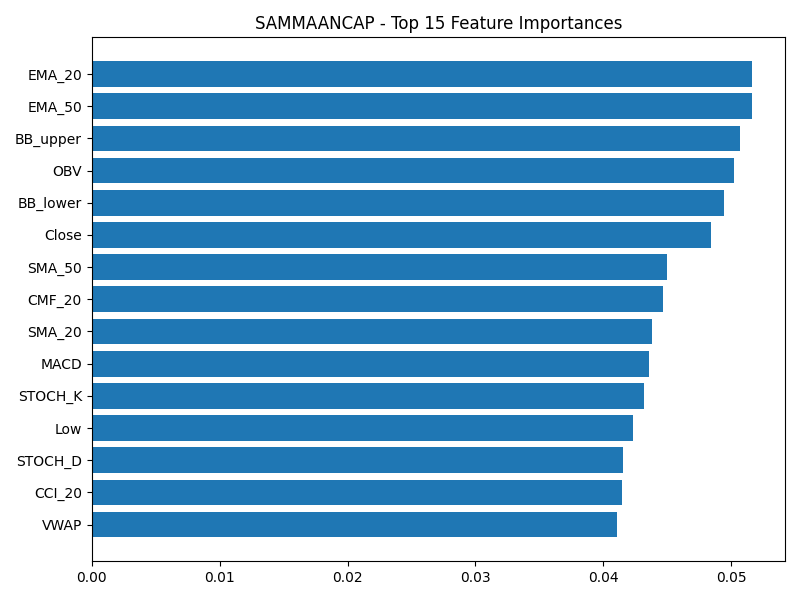 SAMMAANCAP - Top 15 Feature Importances
EMA_20
EMA_50
BB_upper
OBV
BB_lower
Close
SMA_50
CMF_20
SMA_20
MACD
STOCH_K
Low
STOCH_D
CCI_20
VWAP
0.00 0.01 0.02 0.03 0.04 0.05